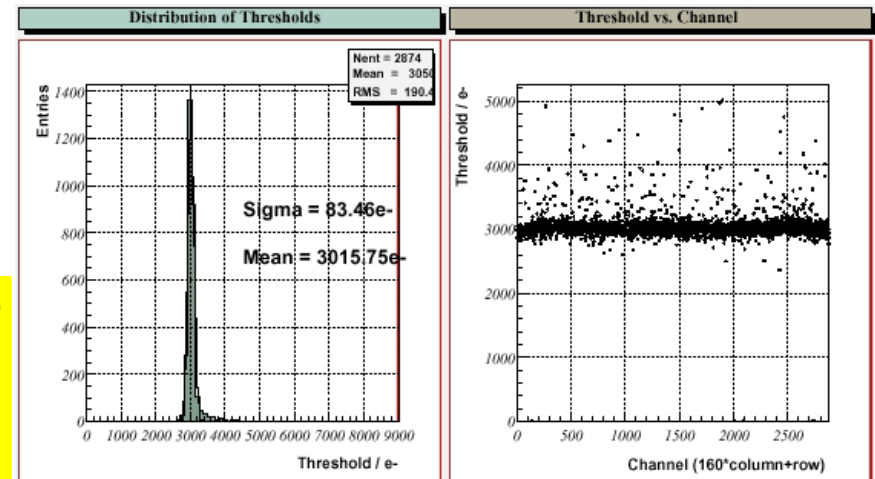 Distribution of Thresholds
Nent = 2874
Mean = 3050
RMS = 190.4
Entries
1400
1200
1000
800
600
400
200
0
Sigma = 83.46e-
Mean = 3015.75e-
0 1000 2000 3000 4000 5000 6000 7000 8000 9000
Threshold / e-
Threshold vs. Channel
Threshold / e-
5000
4000
3000
2000
1000
0
0 500 1000 1500 2000 2500
Channel (160*column+row)